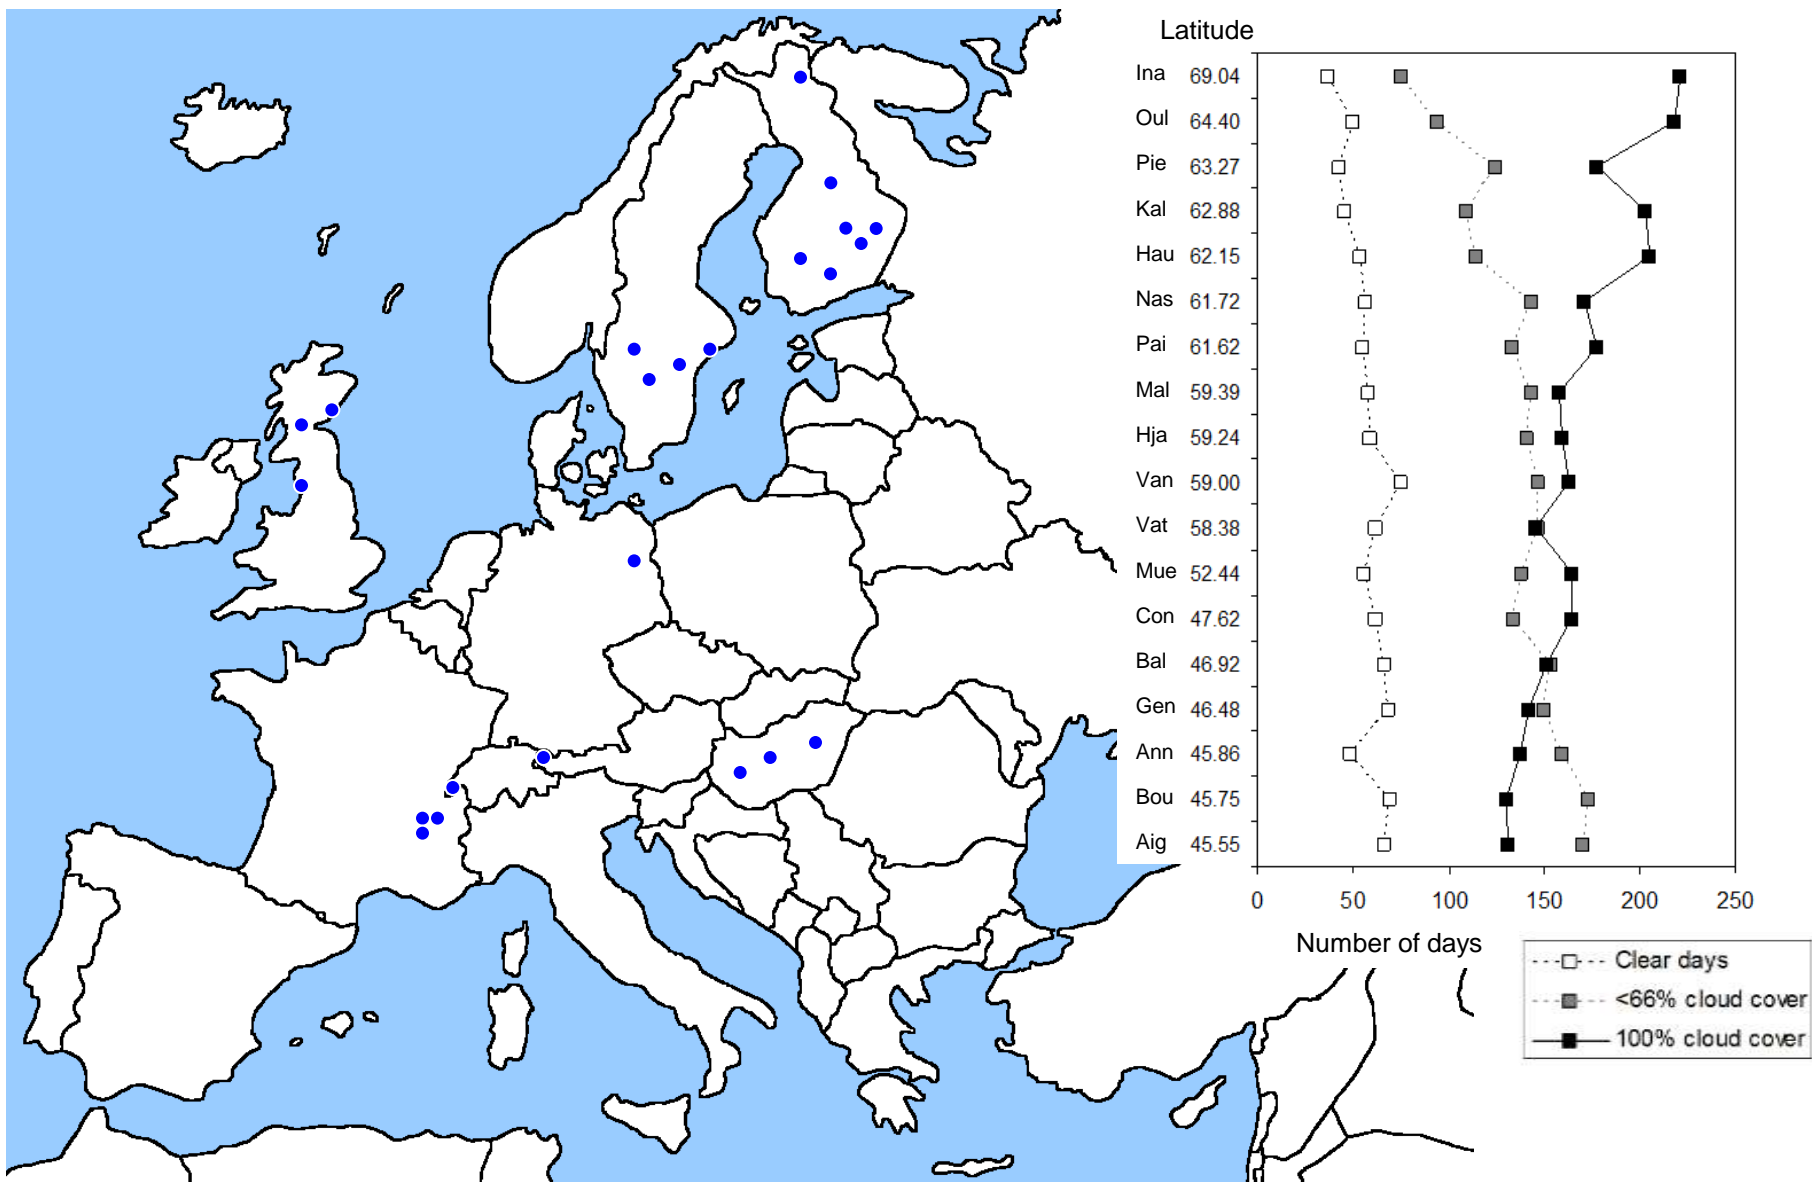 Latitude
Ina 69.04
Oul 64.40
Pie 63.27
Kal 62.88
Hau 62.15
Nas 61.72
Pai 61.62
Mal 59.39
Hja 59.24
Van 59.00
Vat 58.38
Mue 52.44
Con 47.62
Bal 46.92
Gen 46.48
Ann 45.86
Bou 45.75
Aig 45.55
0 50 100 150 200 250
Number of days
Clear days
<66% cloud cover
100% cloud cover